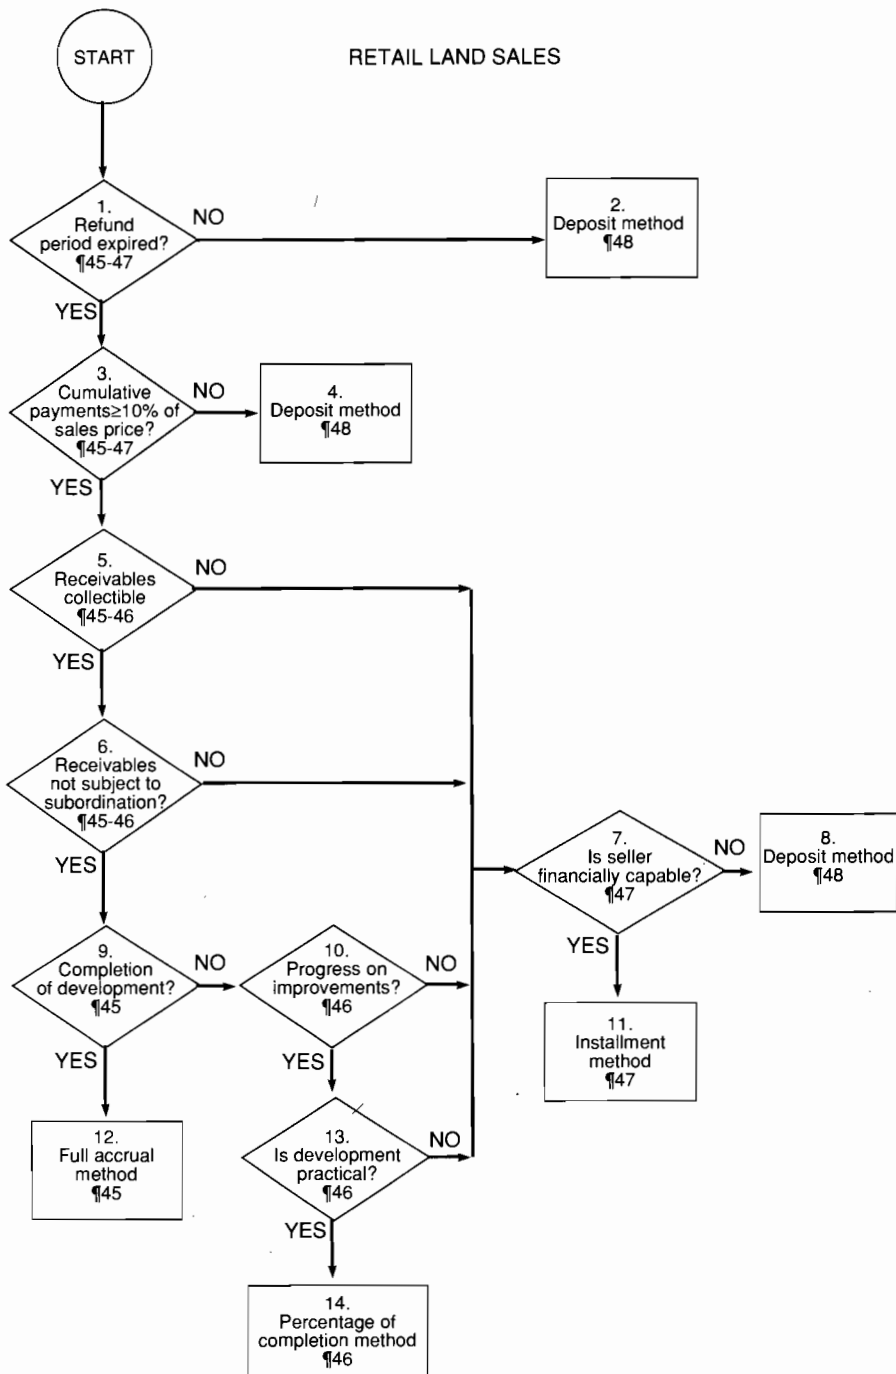 START
RETAIL LAND SALES
1.
Refund
period expired?
¶45-47
NO
2.
Deposit method
¶48
YES
3.
Cumulative
payments≥10% of
sales price?
¶45-47
NO
4.
Deposit method
¶48
YES
5.
Receivables
collectible
¶45-46
NO
YES
6.
Receivables
not subject to
subordination?
¶45-46
NO
YES
7.
Is seller
financially capable?
¶47
NO
8.
Deposit method
¶48
YES
9.
Completion
of development?
¶45
NO
10.
Progress on
improvements?
¶46
NO
11.
Installment
method
¶47
YES
YES
12.
Full accrual
method
¶45
13.
Is development
practical?
¶46
NO
YES
14.
Percentage of
completion method
¶46